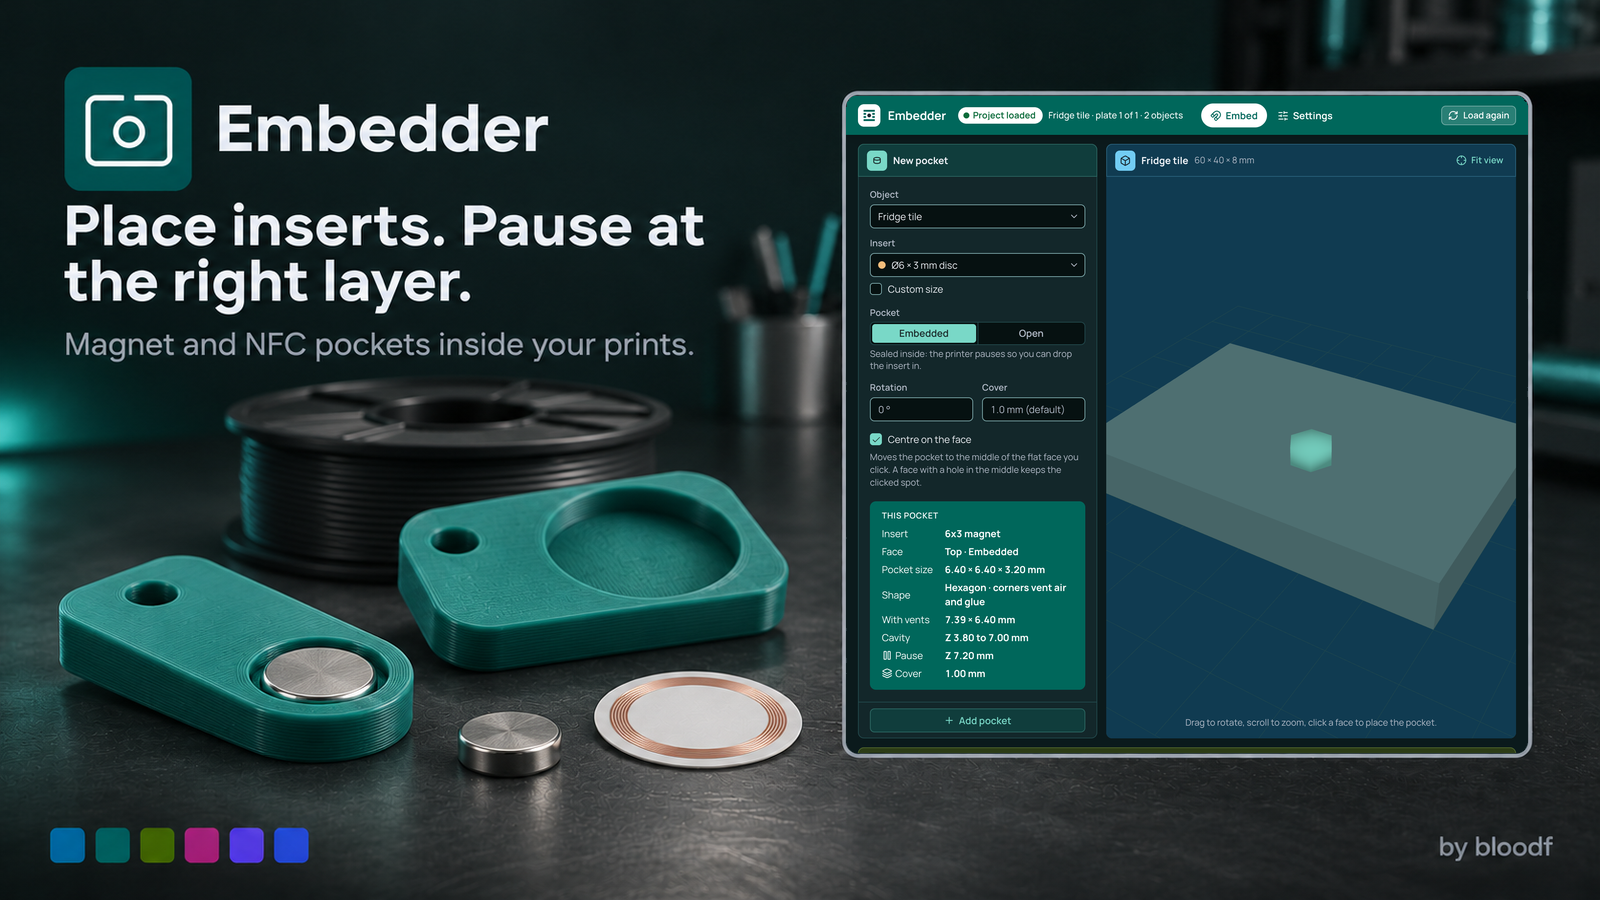 Embedder
Place inserts. Pause at
the right layer.
Magnet and NFC pockets inside your prints.
Embedder
Project loaded
Fridge tile · plate 1 of 1 · 2 objects
Embed
Settings
Load again
New pocket
Object
Fridge tile
Insert
Ø6 × 3 mm disc
Custom size
Pocket
Embedded
Open
Sealed inside: the printer pauses so you can drop
the insert in.
Rotation
Cover
0 °
1.0 mm (default)
Centre on the face
Moves the pocket to the middle of the flat face you
click. A face with a hole in the middle keeps the
clicked spot.
THIS POCKET
Insert 6x3 magnet
Face Top · Embedded
Pocket size 6.40 × 6.40 × 3.20 mm
Shape Hexagon · corners vent air
and glue
With vents 7.39 × 6.40 mm
Cavity Z 3.80 to 7.00 mm
Pause Z 7.20 mm
Cover 1.00 mm
+ Add pocket
Fridge tile 60 × 40 × 8 mm
Fit view
Drag to rotate, scroll to zoom, click a face to place the pocket.
by bloodf